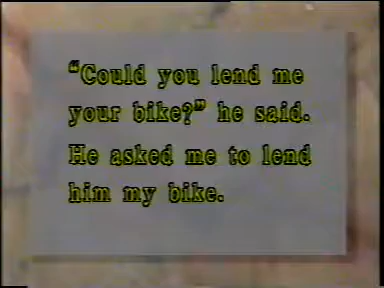 “Could you lend me
your bike?” he said.
He asked me to lend
him my bike.